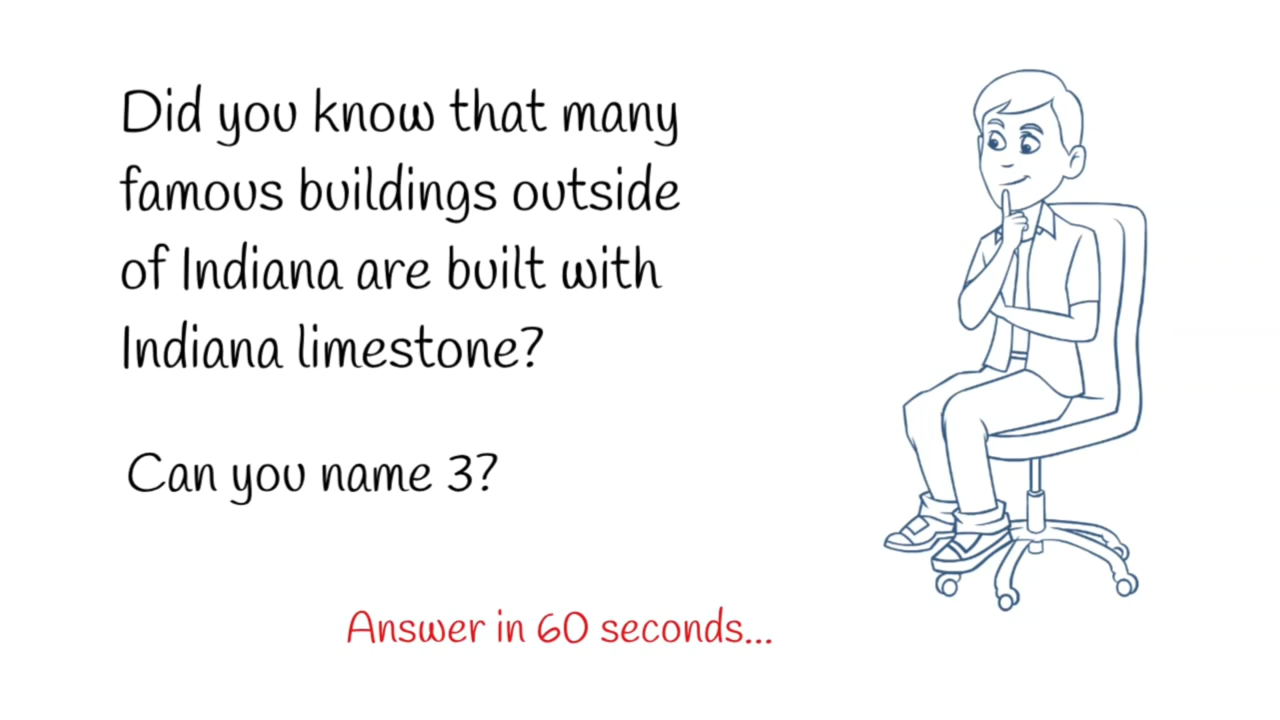 Did you know that many
famous buildings outside
of Indiana are built with
Indiana limestone?
Can you name 3?
Answer in 60 seconds...